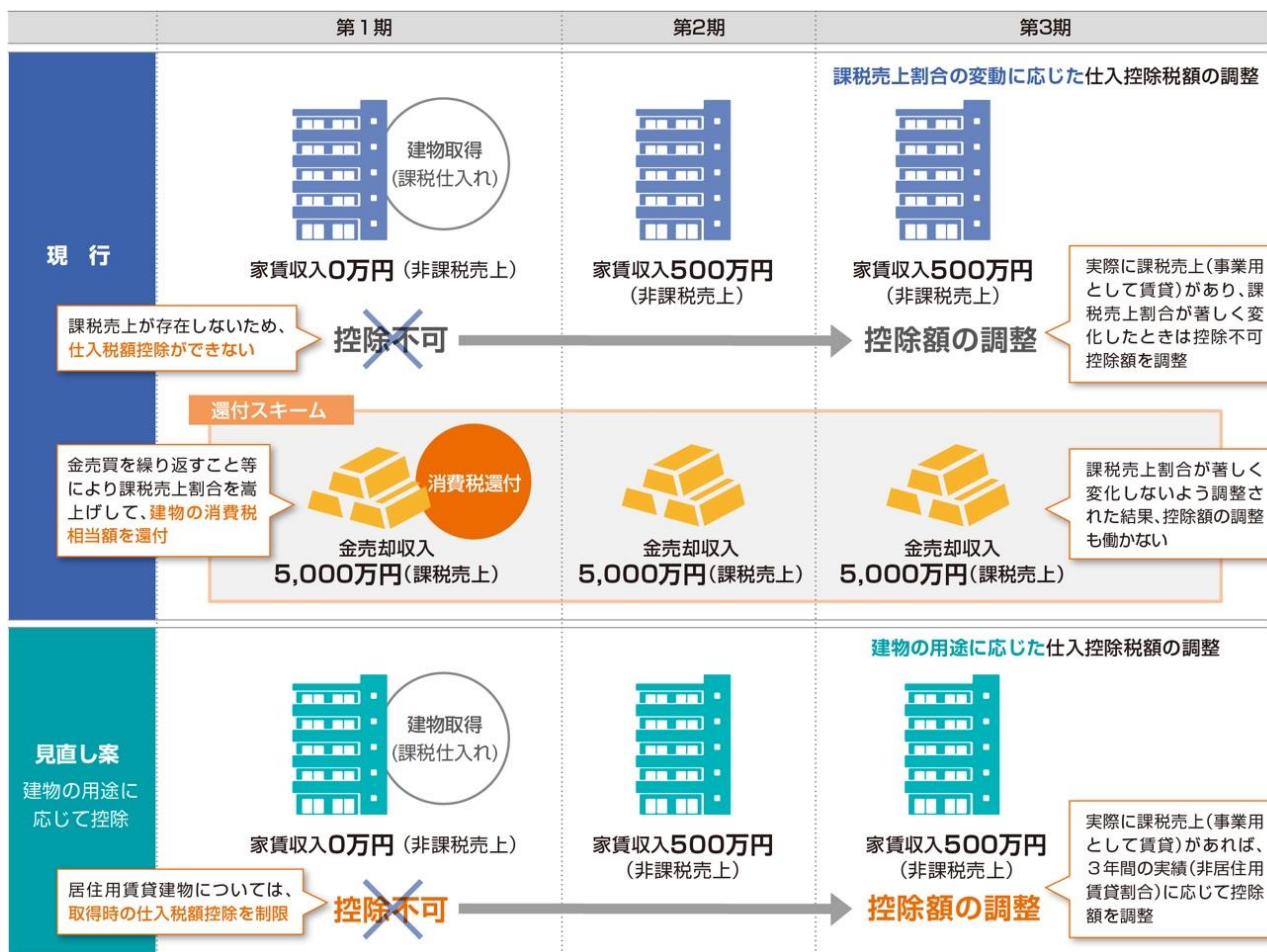 第1期
第2期
第3期
現　行
課税売上割合の変動に応じた仕入控除税額の調整
建物取得
(課税仕入れ)
家賃収入0万円（非課税売上）
家賃収入500万円
(非課税売上)
家賃収入500万円
(非課税売上)
課税売上が存在しないため、
仕入税額控除ができない
控除不可
控除額の調整
実際に課税売上(事業用
として賃貸)があり、課
税売上割合が著しく変
化したときは控除不可
控除額を調整
還付スキーム
金売買を繰り返すこと等
により課税売上割合を嵩
上げして、建物の消費税
相当額を還付
消費税還付
金売却収入
5,000万円(課税売上)
金売却収入
5,000万円(課税売上)
金売却収入
5,000万円(課税売上)
課税売上割合が著しく
変化しないよう調整さ
れた結果、控除額の調整
も働かない
見直し案
建物の用途に
応じて控除
建物の用途に応じた仕入控除税額の調整
建物取得
(課税仕入れ)
家賃収入0万円（非課税売上）
家賃収入500万円
(非課税売上)
家賃収入500万円
(非課税売上)
居住用賃貸建物については、
取得時の仕入税額控除を制限
控除不可
控除額の調整
実際に課税売上(事業用
として賃貸)があれば、
３年間の実績(非居住用
賃貸割合)に応じて控除
額を調整